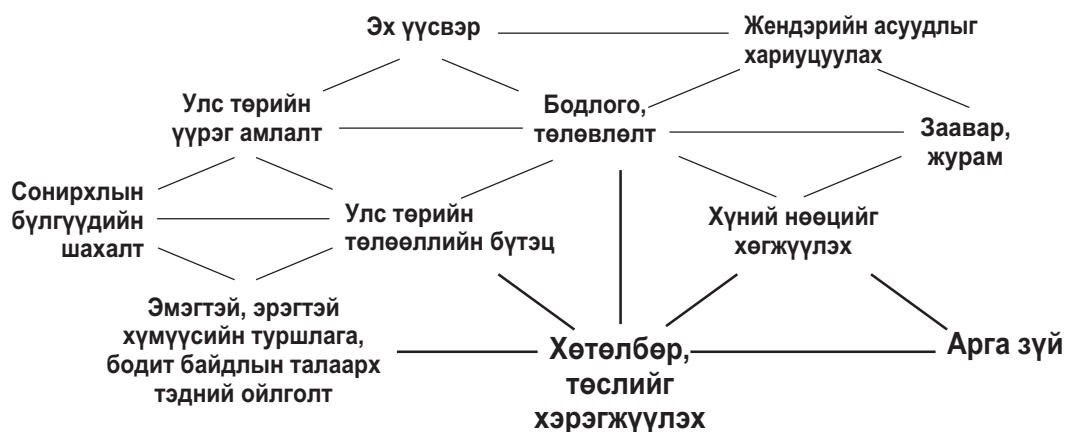 Эх үүсвэр
Жендэрийн асуудлыг
хариуцуулах
Улс төрийн
үүрэг амлалт
Бодлого,
төлөвлөлт
Заавар,
журам
Сонирхлын
бүлгүүдийн
шахалт
Улс төрийн
төлөөллийн бүтэц
Хүний нөөцийг
хөгжүүлэх
Эмэгтэй, эрэгтэй
хүмүүсийн туршлага,
бодит байдлын талаарх
тэдний ойлголт
Хөтөлбөр,
төслийг
хэрэгжүүлэх
Арга зүй